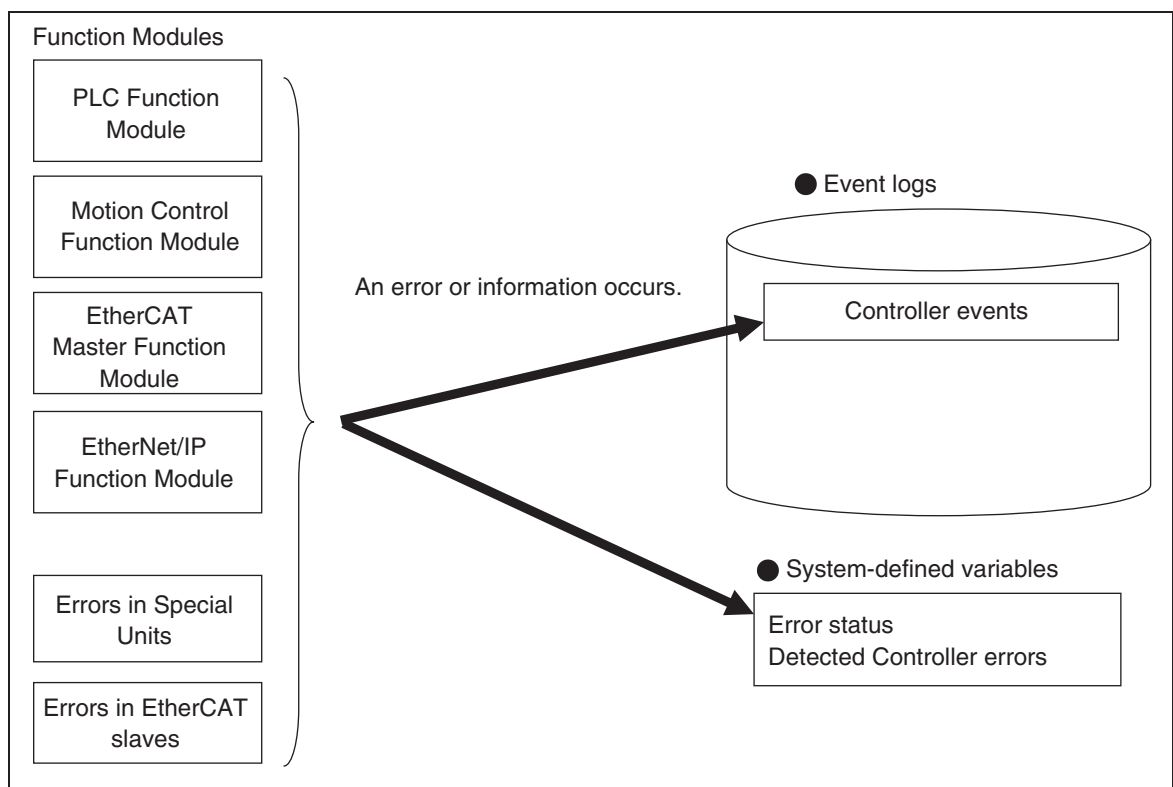 Function Modules
PLC Function
Module
Motion Control
Function Module
EtherCAT
Master Function
Module
EtherNet/IP
Function Module
Errors in Special
Units
Errors in EtherCAT
slaves
An error or information occurs.
Event logs
Controller events
System-defined variables
Error status
Detected Controller errors